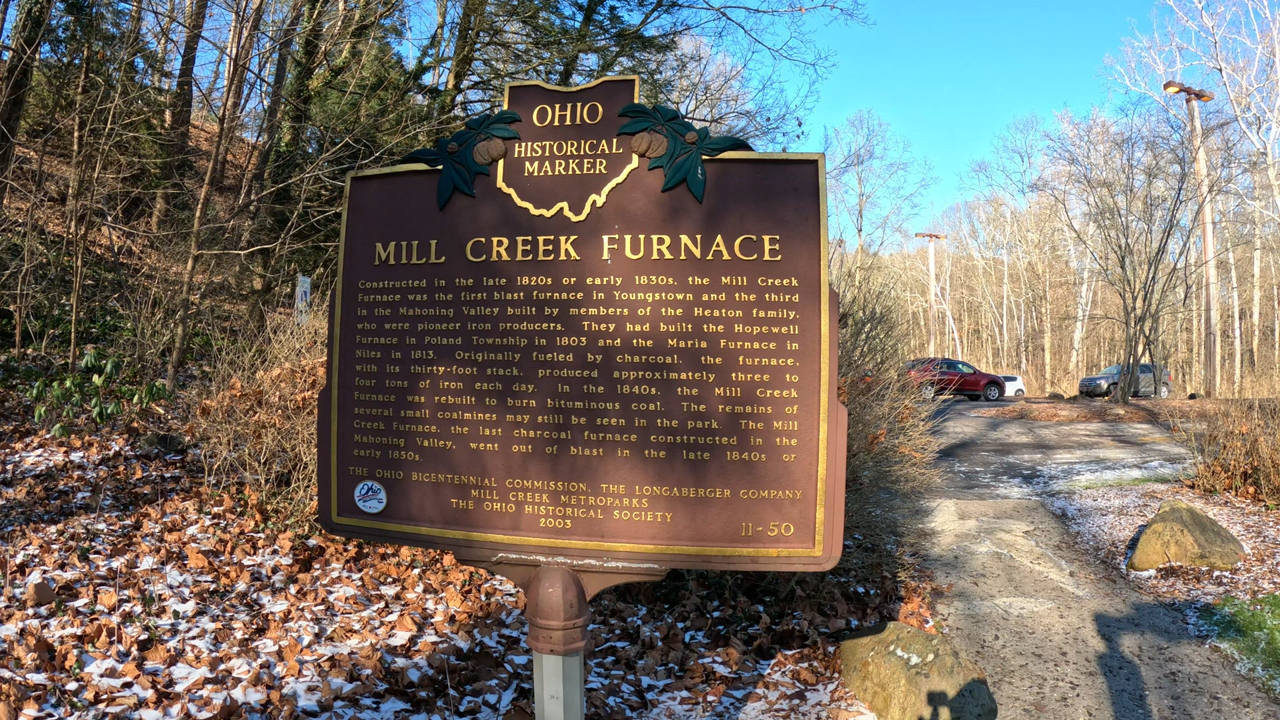 OHIO
HISTORICAL
MARKER
MILL CREEK FURNACE
Constructed in the late 1820s or early 1830s, the Mill Creek
Furnace was the first blast furnace in Youngstown and the third
in the Mahoning Valley built by members of the Heaton family,
who were pioneer iron producers. They had built the Hopewell
Furnace in Poland Township in 1803 and the Maria Furnace in
Niles in 1813. Originally fueled by charcoal, the furnace,
with its thirty-foot stack, produced approximately three to
four tons of iron each day. In the 1840s, the Mill Creek
Furnace was rebuilt to burn bituminous coal. The remains of
several small coalmines may still be seen in the park. The Mill
Creek Furnace, the last charcoal furnace constructed in the
Mahoning Valley, went out of blast in the late 1840s or
early 1850s.
THE OHIO BICENTENNIAL COMMISSION, THE LONGABERGER COMPANY
MILL CREEK METROPARKS
THE OHIO HISTORICAL SOCIETY
2003
11-50
Ohio